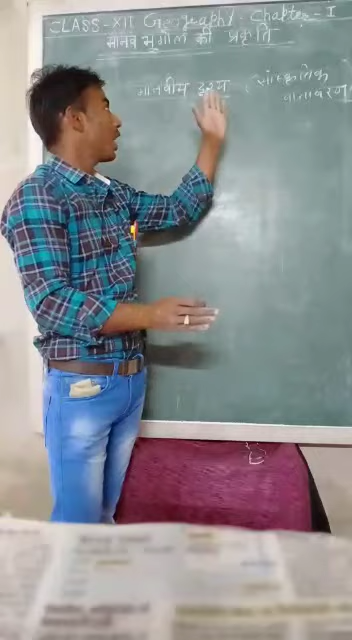 CLASS-XII Geography. Chapter-I
मानव भूगोल की प्रकृति
मानवीय दृश्य, सांस्कृतिक
वातावरण